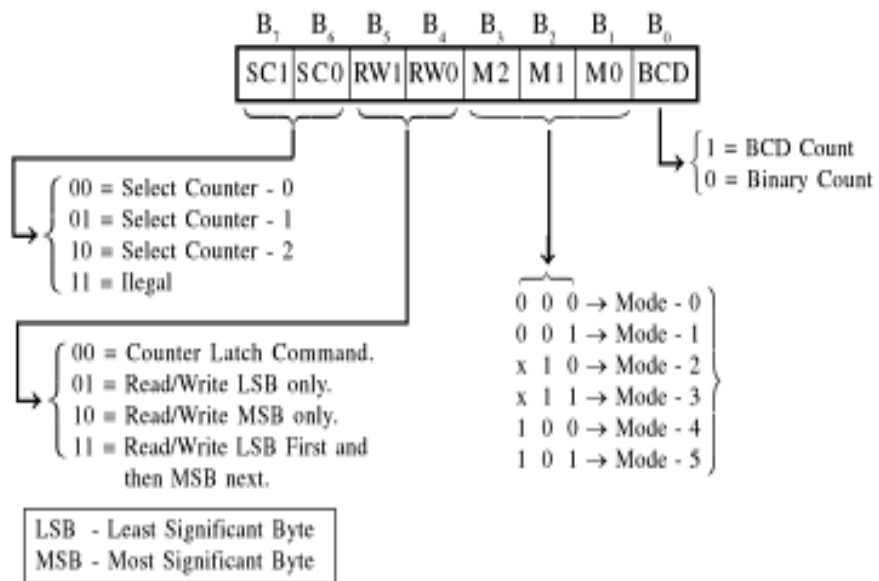 B7 B6 B5 B4 B3 B2 B1 B0
SC1 SC0 RW1 RW0 M2 M1 M0 BCD
1 = BCD Count
0 = Binary Count
00 = Select Counter - 0
01 = Select Counter - 1
10 = Select Counter - 2
11 = Ilegal
0 0 0 → Mode - 0
0 0 1 → Mode - 1
x 1 0 → Mode - 2
x 1 1 → Mode - 3
1 0 0 → Mode - 4
1 0 1 → Mode - 5
00 = Counter Latch Command.
01 = Read/Write LSB only.
10 = Read/Write MSB only.
11 = Read/Write LSB First and
then MSB next.
LSB - Least Significant Byte
MSB - Most Significant Byte